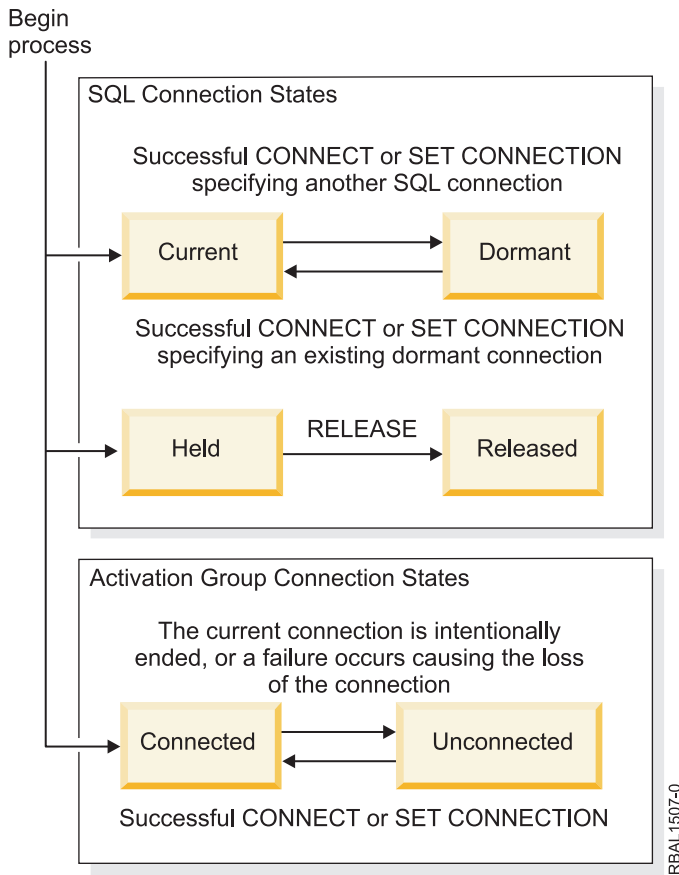 Begin
process
SQL Connection States
Successful CONNECT or SET CONNECTION
specifying another SQL connection
Current
Dormant
Successful CONNECT or SET CONNECTION
specifying an existing dormant connection
Held
RELEASE
Released
Activation Group Connection States
The current connection is intentionally
ended, or a failure occurs causing the loss
of the connection
Connected
Unconnected
Successful CONNECT or SET CONNECTION
RBAL1507-0